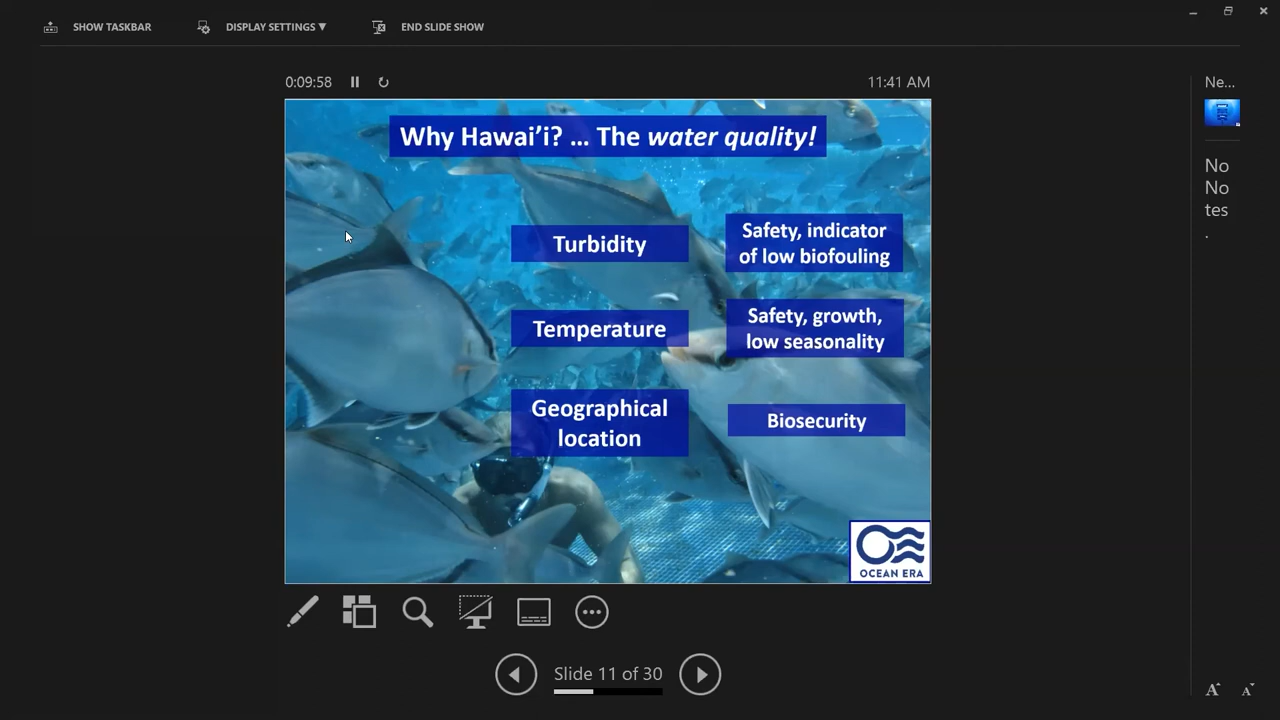 SHOW TASKBAR
DISPLAY SETTINGS ▼
END SLIDE SHOW
0:09:58
11:41 AM
Why Hawai’i? … The water quality!
Turbidity
Safety, indicator
of low biofouling
Temperature
Safety, growth,
low seasonality
Geographical
location
Biosecurity
OCEAN ERA
Slide 11 of 30
Ne...
No
No
tes
.
A
A